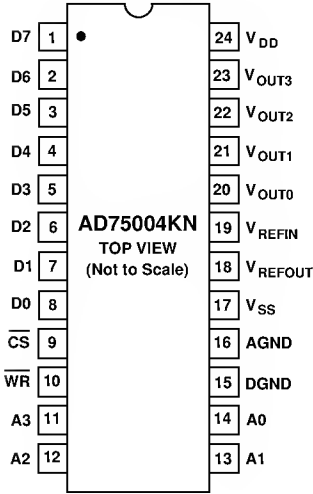 D7 1 24 VDD
D6 2 23 VOUT3
D5 3 22 VOUT2
D4 4 21 VOUT1
D3 5 20 VOUT0
D2 6 AD75004KN 19 VREFIN
TOP VIEW
D1 7 (Not to Scale) 18 VREFOUT
D0 8 17 VSS
C̅S̅ 9 16 AGND
W̅R̅ 10 15 DGND
A3 11 14 A0
A2 12 13 A1